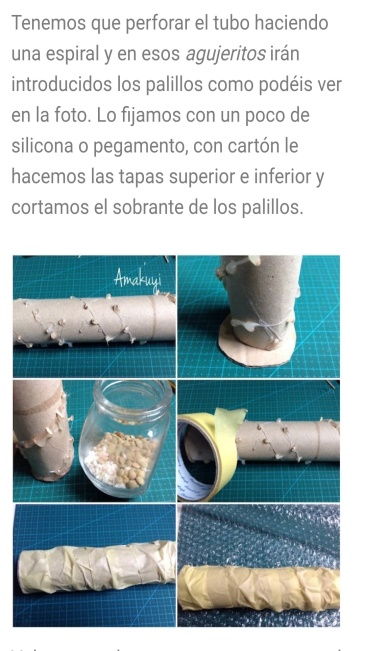 Tenemos que perforar el tubo haciendo
una espiral y en esos agujeritos irán
introducidos los palillos como podéis ver
en la foto. Lo fijamos con un poco de
silicona o pegamento, con cartón le
hacemos las tapas superior e inferior y
cortamos el sobrante de los palillos.
Amakuyi